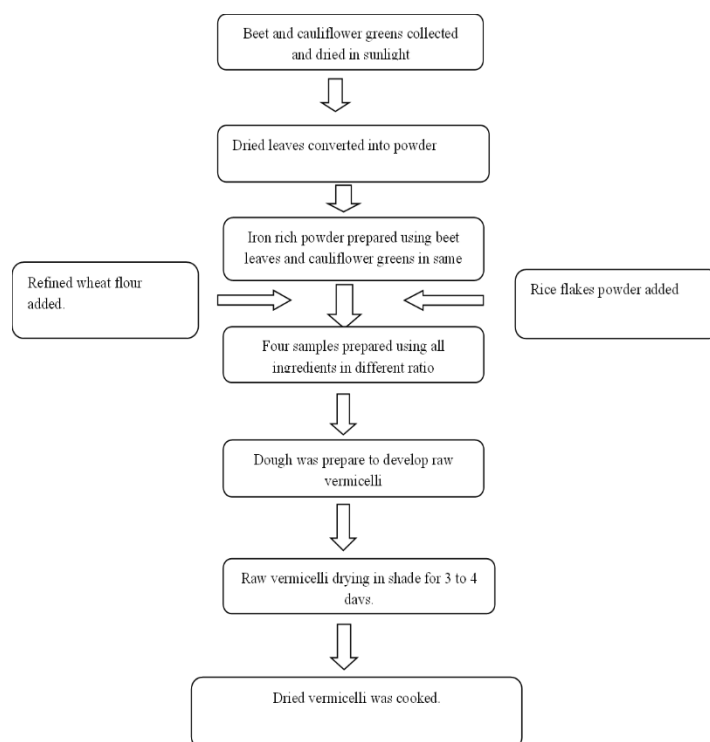 Beet and cauliflower greens collected
and dried in sunlight
Dried leaves converted into powder
Iron rich powder prepared using beet
leaves and cauliflower greens in same
Refined wheat flour
added.
Rice flakes powder added
Four samples prepared using all
ingredients in different ratio
Dough was prepare to develop raw
vermicelli
Raw vermicelli drying in shade for 3 to 4
days.
Dried vermicelli was cooked.